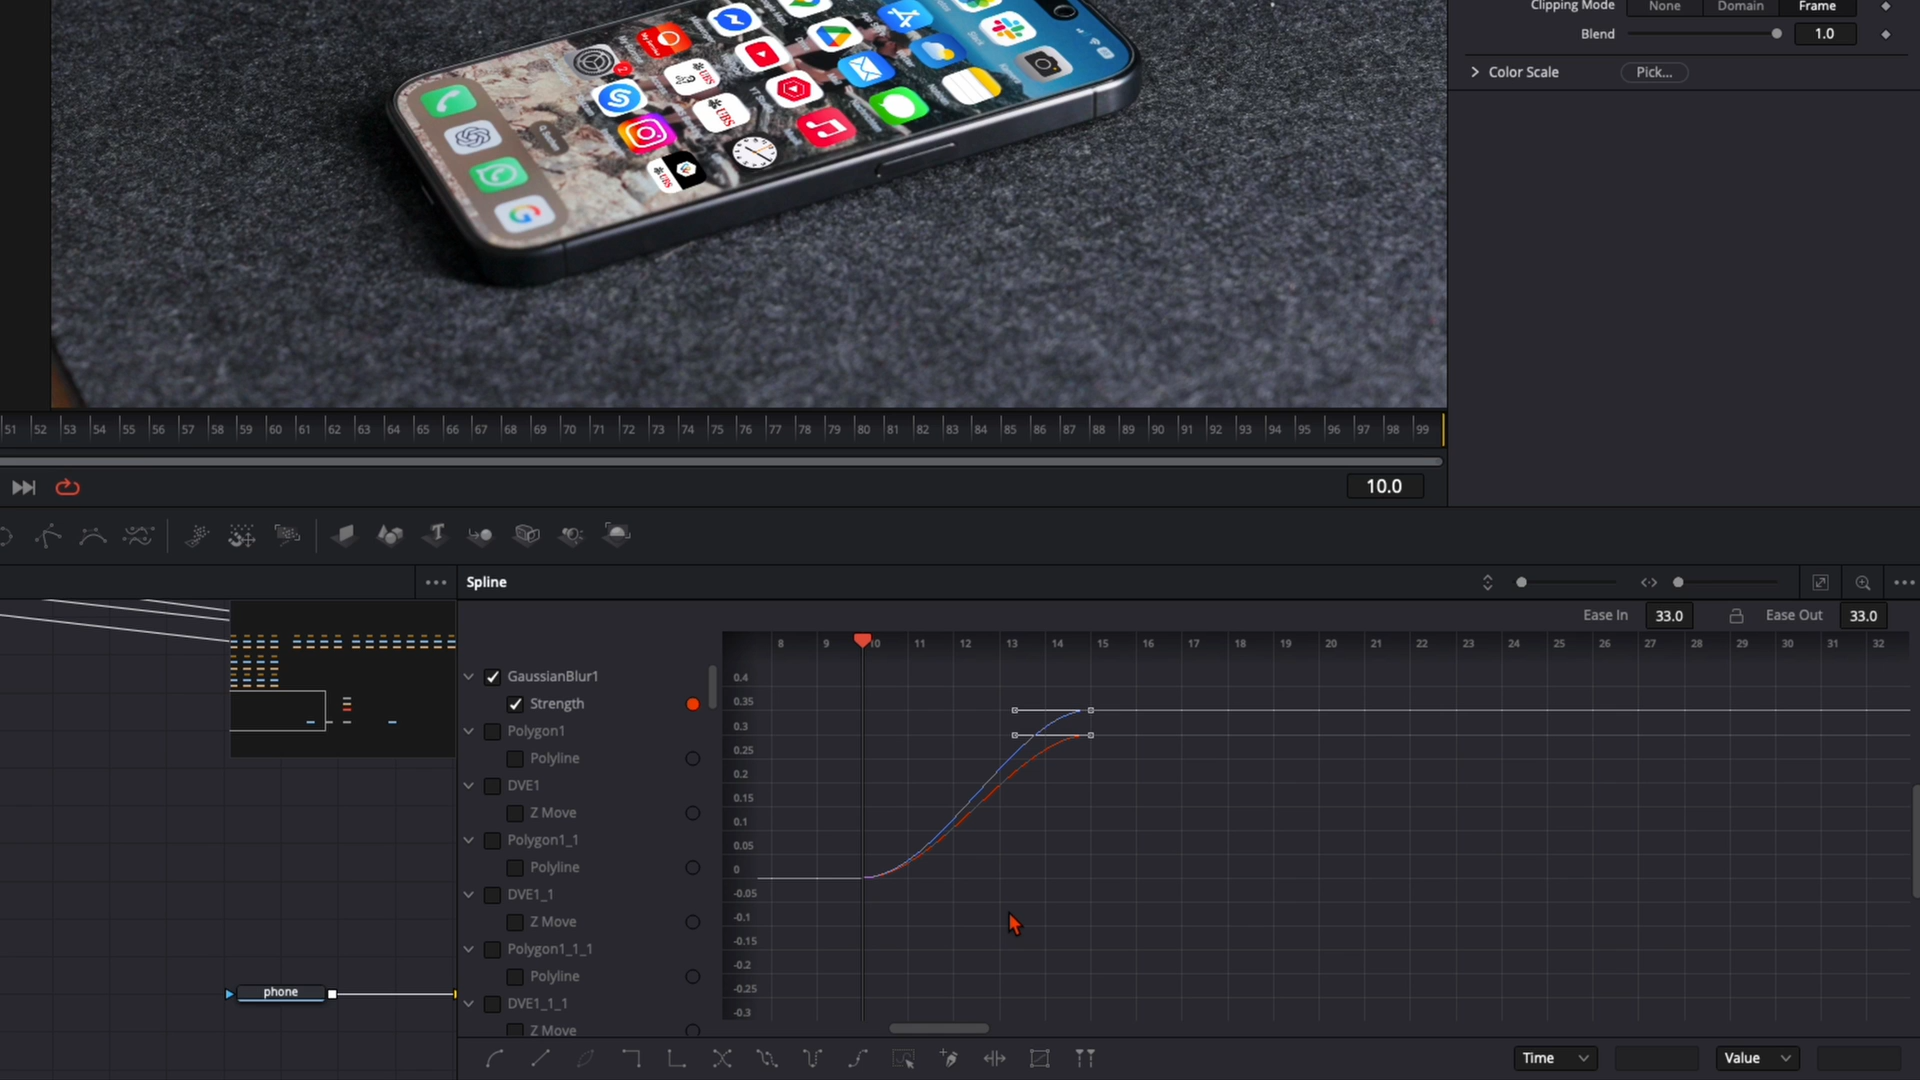 Clipping Mode None Domain Frame
Blend 1.0
Color Scale Pick...
UBS
UBS
UBS
51 52 53 54 55 56 57 58 59 60 61 62 63 64 65 66 67 68 69 70 71 72 73 74 75 76 77 78 79 80 81 82 83 84 85 86 87 88 89 90 91 92 93 94 95 96 97 98 99
10.0
Spline
Ease In 33.0 Ease Out 33.0
8 9 10 11 12 13 14 15 16 17 18 19 20 21 22 23 24 25 26 27 28 29 30 31 32
GaussianBlur1
Strength
Polygon1
Polyline
DVE1
Z Move
Polygon1_1
Polyline
DVE1_1
Z Move
Polygon1_1_1
Polyline
DVE1_1_1
Z Move
0.4
0.35
0.3
0.25
0.2
0.15
0.1
0.05
0
-0.05
-0.1
-0.15
-0.2
-0.25
-0.3
phone
Time Value